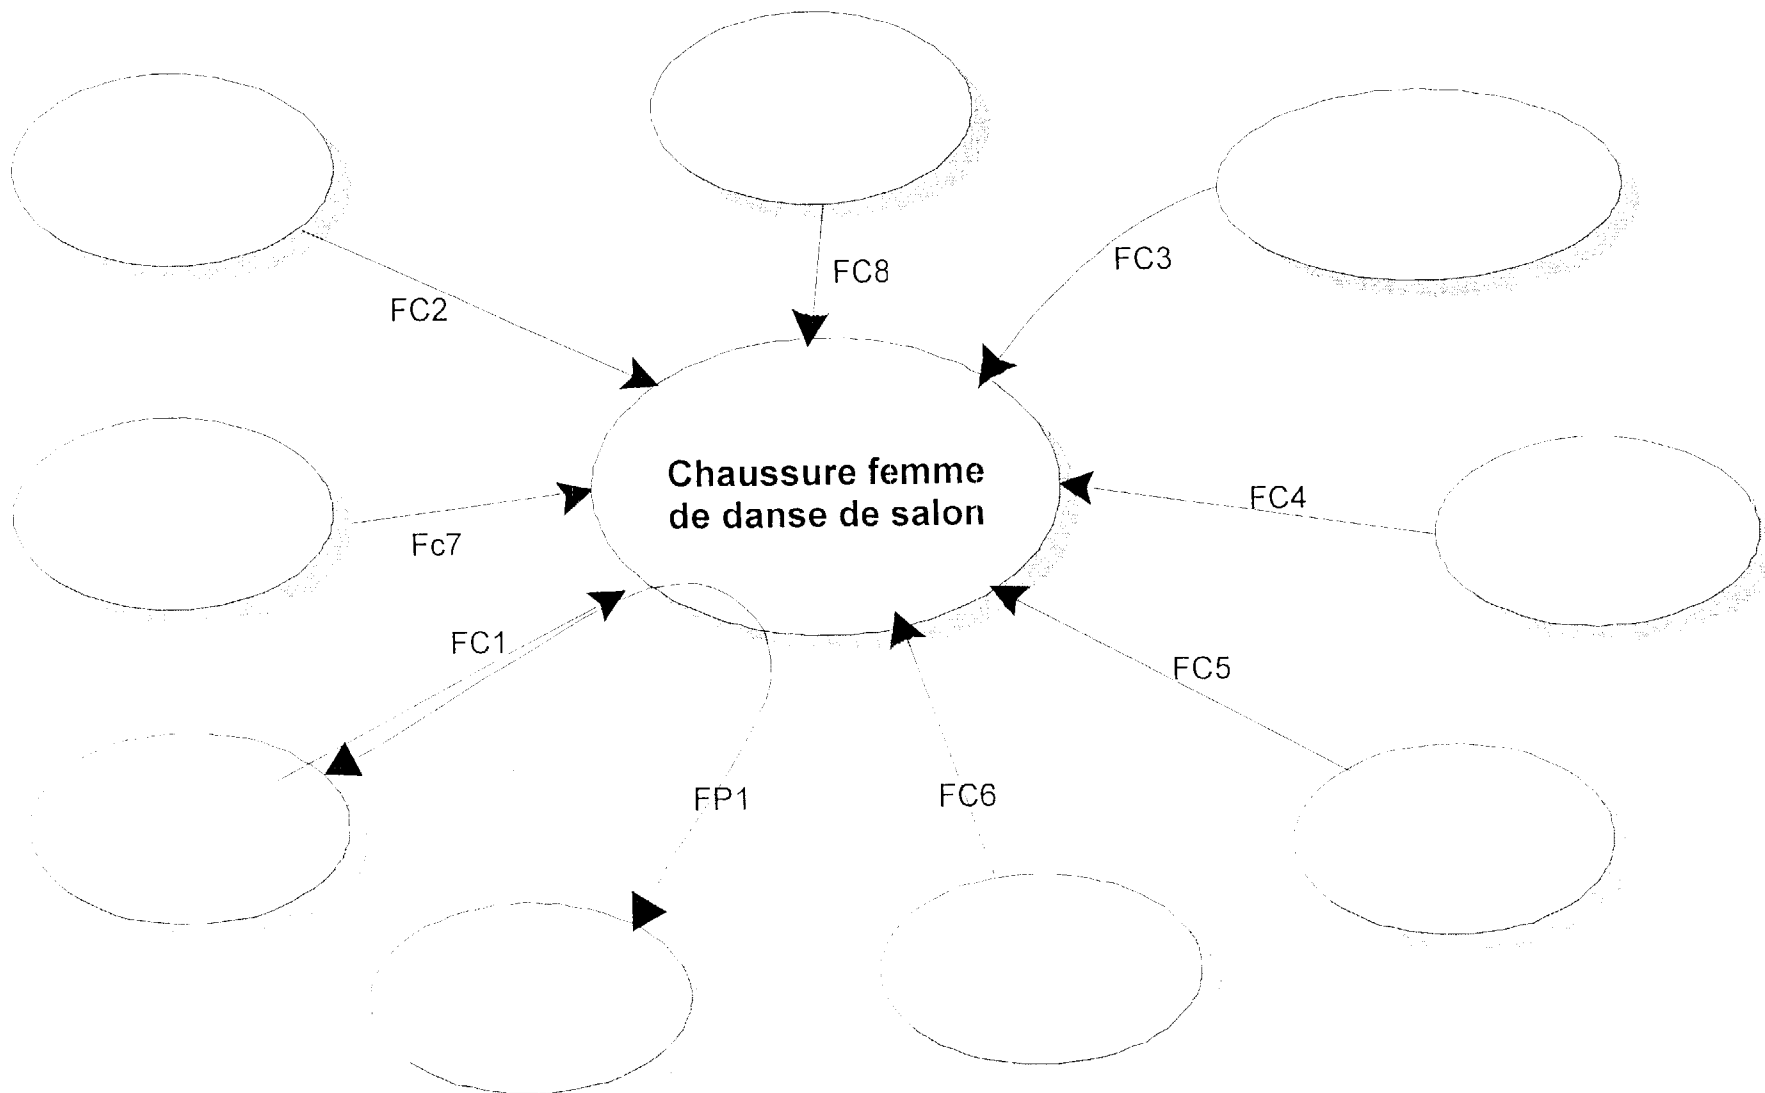 FC8
FC3
FC2
Chaussure femme
de danse de salon
FC4
Fc7
FC1
FC5
FP1
FC6